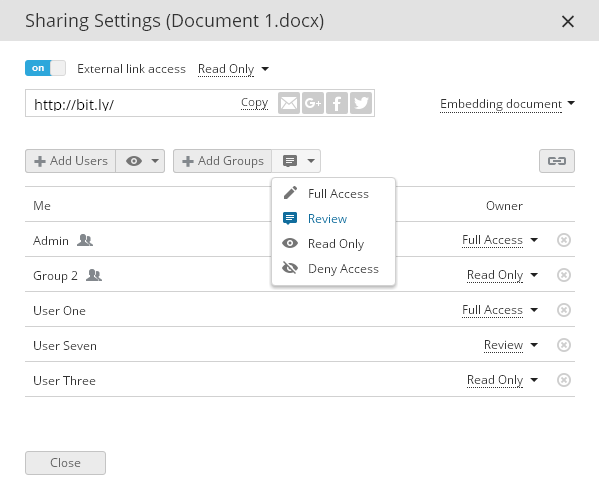 Sharing Settings (Document 1.docx)
on External link access Read Only
http://bit.ly/ Copy G+ f
Embedding document
Add Users Add Groups
Me Owner
Full Access
Review
Read Only
Deny Access
Admin Full Access
Group 2 Read Only
User One Full Access
User Seven Review
User Three Read Only
Close